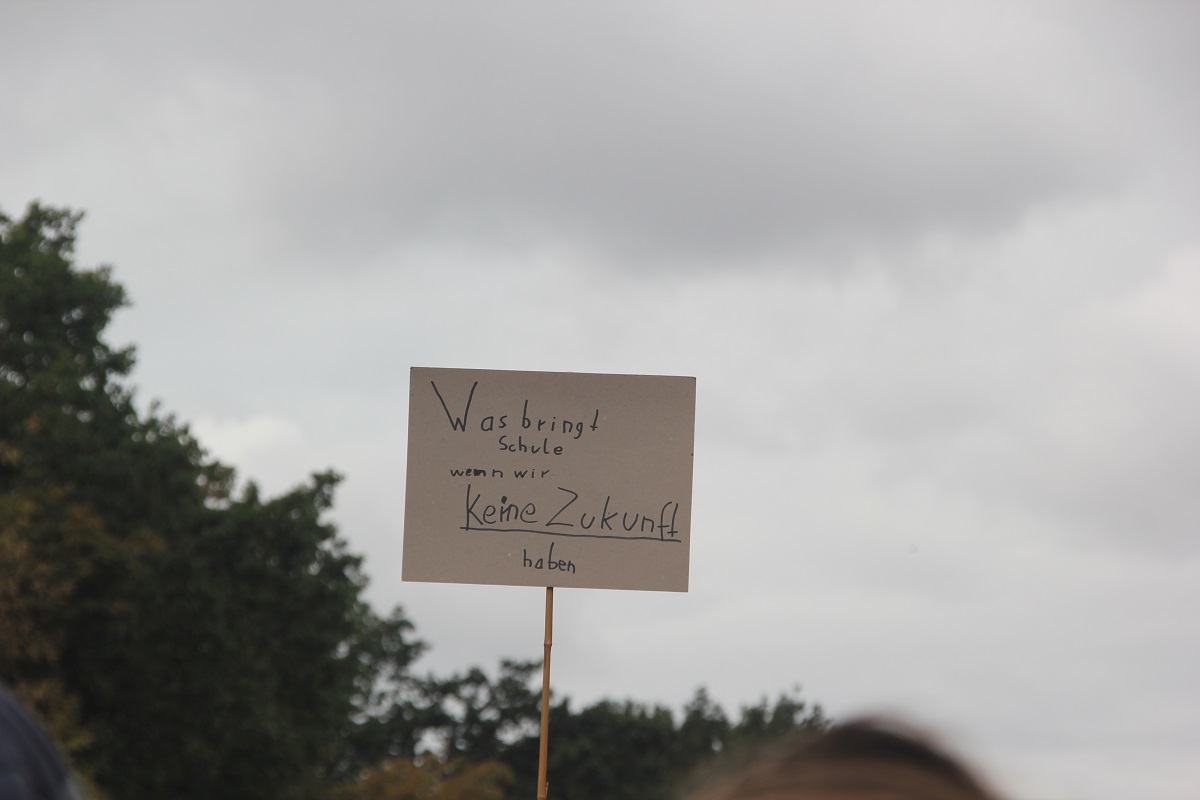 Was bringt
Schule
wenn wir
Keine Zukunft
haben